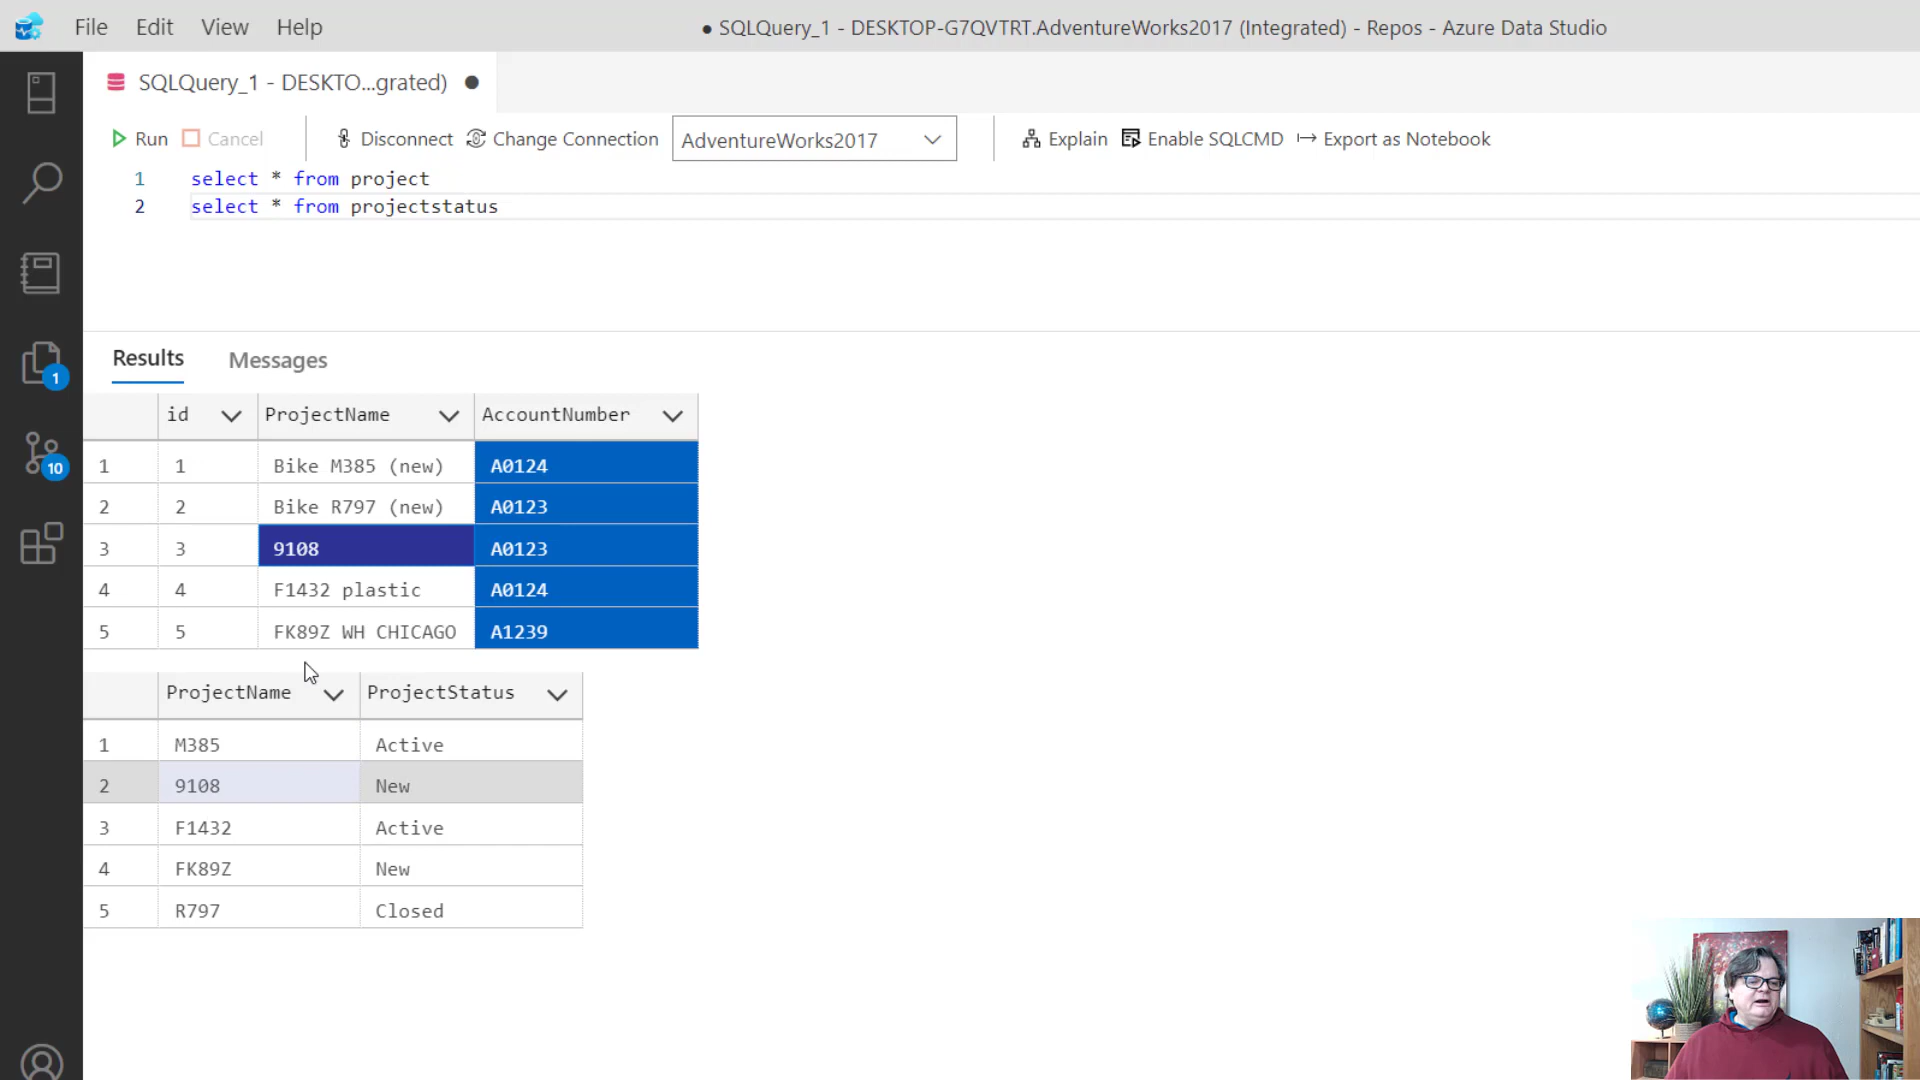 File Edit View Help
● SQLQuery_1 - DESKTOP-G7QVTRT.AdventureWorks2017 (Integrated) - Repos - Azure Data Studio
SQLQuery_1 - DESKTO...grated) ●
Run Cancel Disconnect Change Connection AdventureWorks2017 Explain Enable SQLCMD Export as Notebook
1 select * from project
2 select * from projectstatus
Results Messages
id ProjectName AccountNumber
1 1 Bike M385 (new) A0124
2 2 Bike R797 (new) A0123
3 3 9108 A0123
4 4 F1432 plastic A0124
5 5 FK89Z WH CHICAGO A1239
ProjectName ProjectStatus
1 M385 Active
2 9108 New
3 F1432 Active
4 FK89Z New
5 R797 Closed
1
10